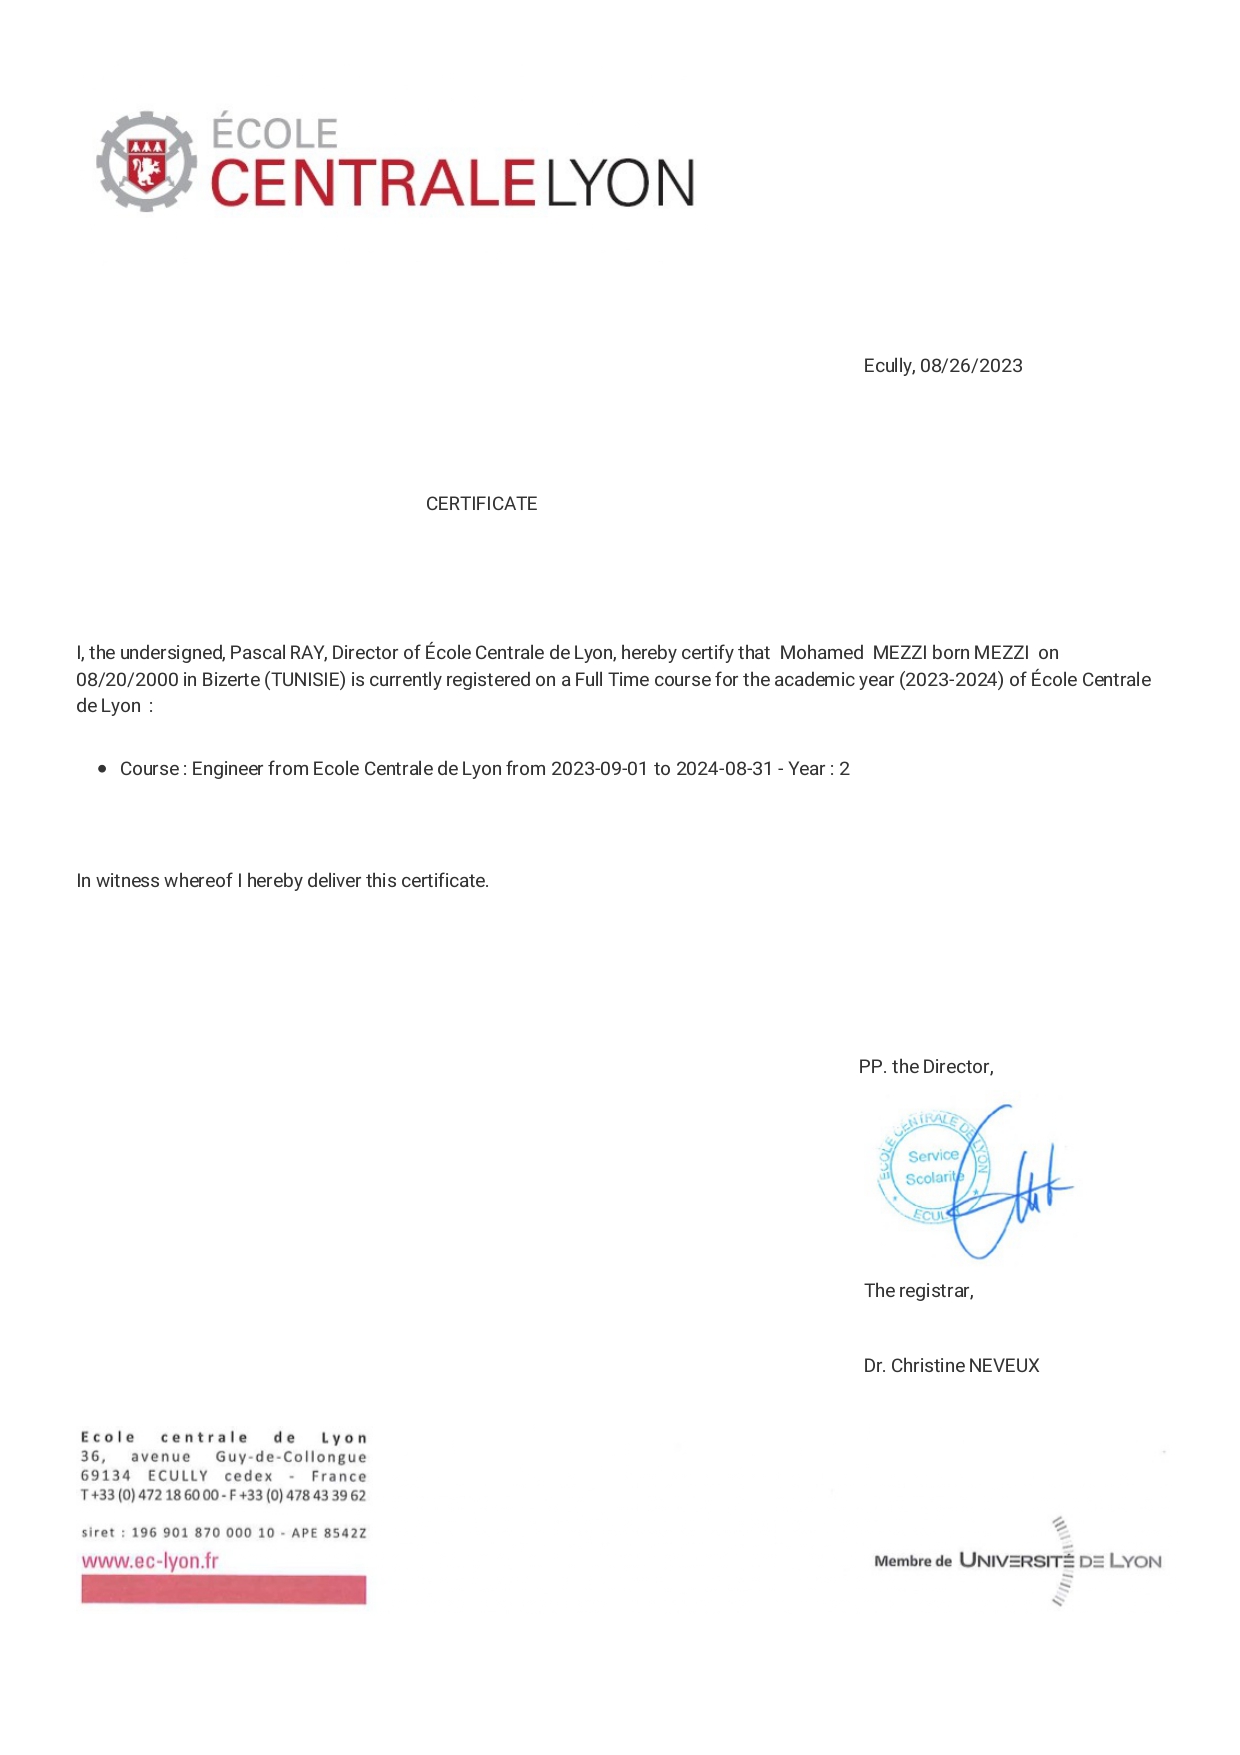 ÉCOLE
CENTRALELYON
Ecully, 08/26/2023
CERTIFICATE
I, the undersigned, Pascal RAY, Director of École Centrale de Lyon, hereby certify that Mohamed MEZZI born MEZZI on
08/20/2000 in Bizerte (TUNISIE) is currently registered on a Full Time course for the academic year (2023-2024) of École Centrale
de Lyon :
• Course : Engineer from Ecole Centrale de Lyon from 2023-09-01 to 2024-08-31 - Year : 2
In witness whereof I hereby deliver this certificate.
PP. the Director,
ECOLE CENTRALE DE LYON
Service
Scolarité
The registrar,
Dr. Christine NEVEUX
Ecole centrale de Lyon
36, avenue Guy-de-Collongue
69134 ECULLY cedex - France
T +33 (0) 472 18 60 00 - F +33 (0) 478 43 39 62
siret : 196 901 870 000 10 - APE 8542Z
www.ec-lyon.fr
Membre de UNIVERSITÉ DE LYON